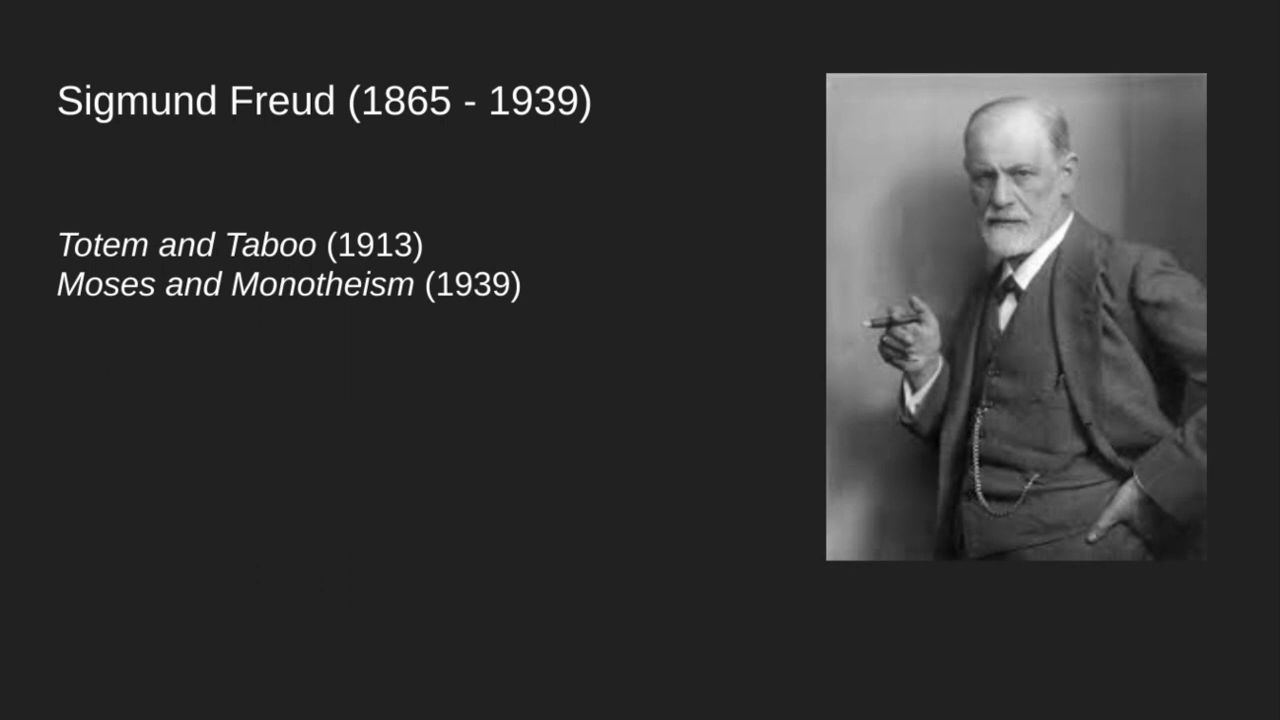 Sigmund Freud (1865 - 1939)
Totem and Taboo (1913)
Moses and Monotheism (1939)